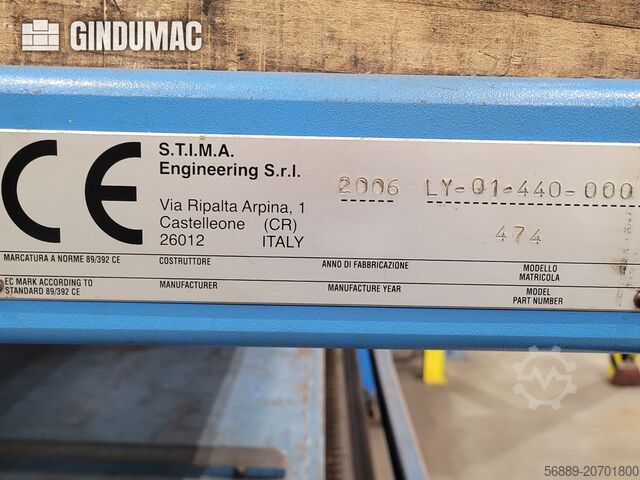 GINDUMAC
CE
S.T.I.M.A.
Engineering S.r.l.
2006 LY-01-440-000
Via Ripalta Arpina, 1
Castelleone (CR)
26012 ITALY
474
MARCATURA A NORME 89/392 CE COSTRUTTORE ANNO DI FABBRICAZIONE MODELLO
MATRICOLA
EC MARK ACCORDING TO MANUFACTURER MANUFACTURE YEAR MODEL
STANDARD 89/392 CE PART NUMBER
56889-20701800